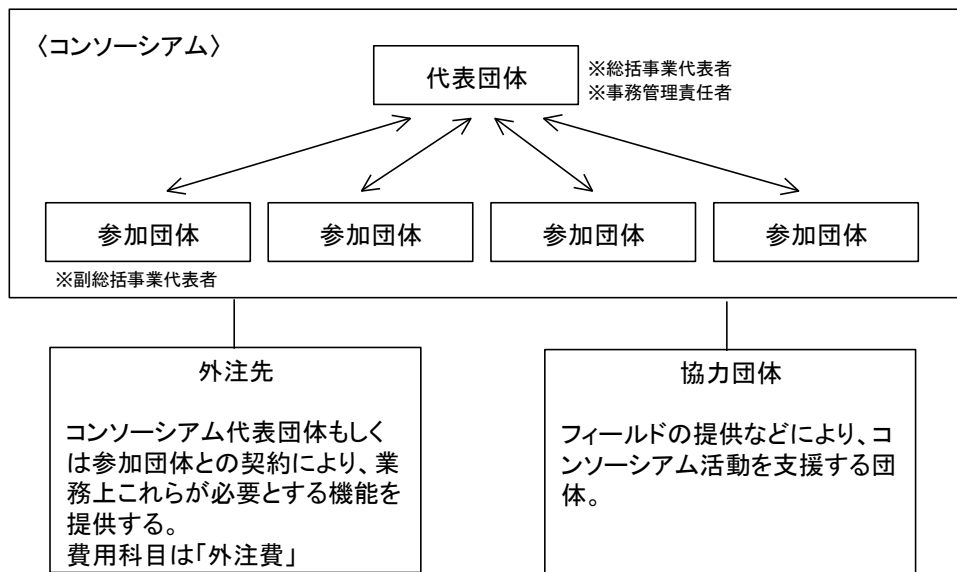 〈コンソーシアム〉
代表団体
※総括事業代表者
※事務管理責任者
参加団体
参加団体
参加団体
参加団体
※副総括事業代表者
外注先
コンソーシアム代表団体もしく
は参加団体との契約により、業
務上これらが必要とする機能を
提供する。
費用科目は「外注費」
協力団体
フィールドの提供などにより、コ
ンソーシアム活動を支援する団
体。